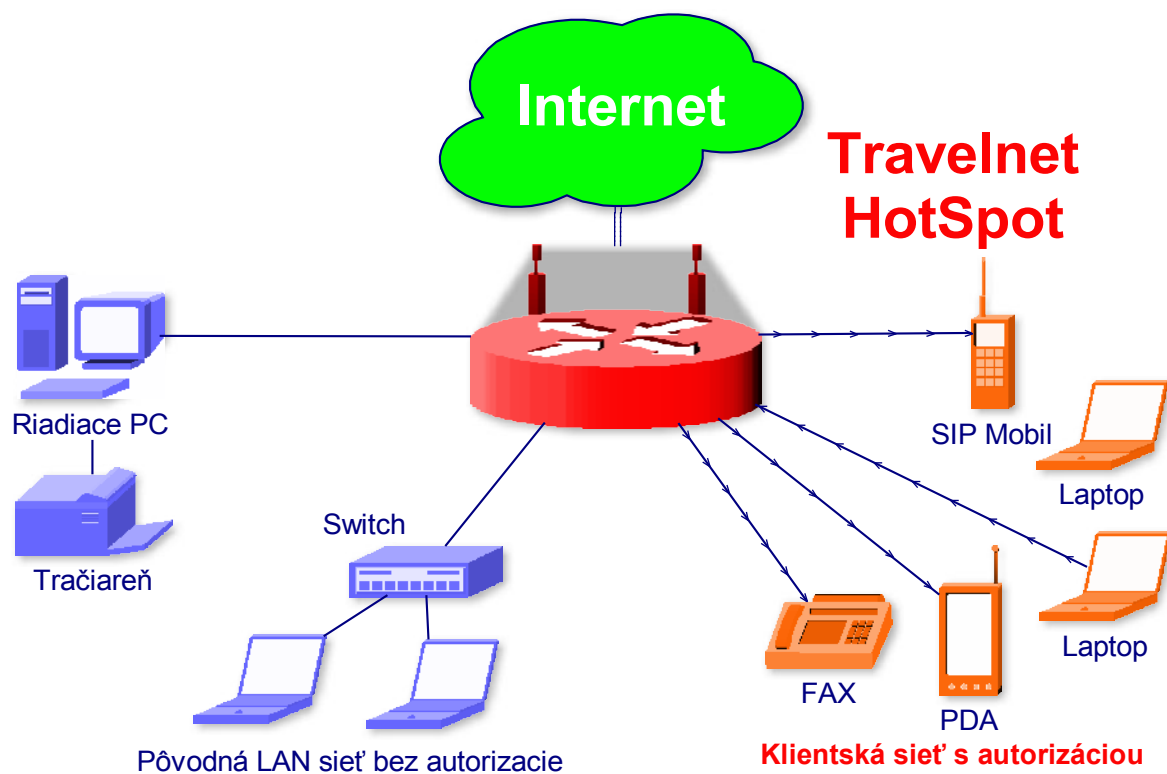 Internet
Travelnet
HotSpot
Riadiace PC
SIP Mobil
Laptop
Tračiareň
Switch
Laptop
FAX
PDA
Pôvodná LAN sieť bez autorizacie
Klientská sieť s autorizáciou